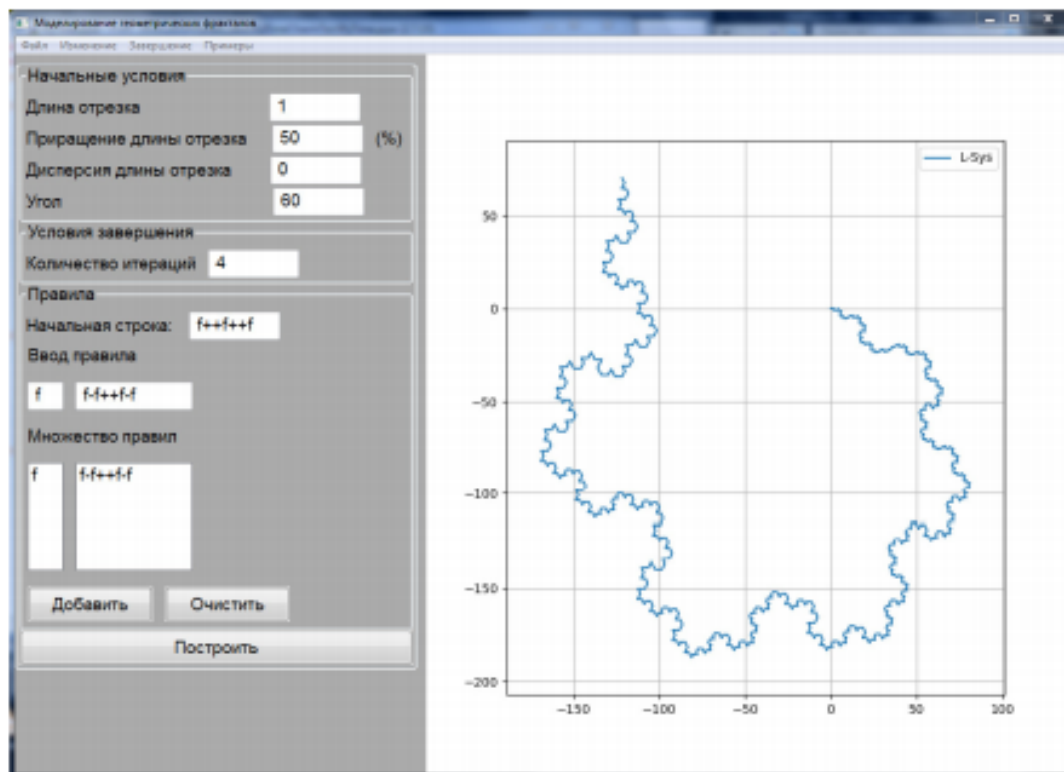 Моделирование геометрических фракталов
Файл Изменение Завершение Примеры
Начальные условия
Длина отрезка 1
Приращение длины отрезка 50 (%)
Дисперсия длины отрезка 0
Угол 60
Условия завершения
Количество итераций 4
Правила
Начальная строка: f++f++f
Ввод правила
f f-f++f-f
Множество правил
f f-f++f-f
Добавить Очистить
Построить
L-Sys
50
0
−50
−100
−150
−200
−150 −100 −50 0 50 100